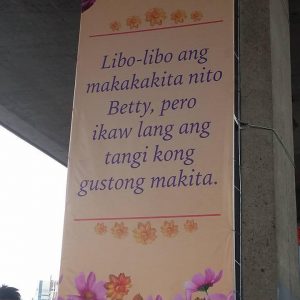 Libo-libo ang
makakakita nito
Betty, pero
ikaw lang ang
tangi kong
gustong makita.